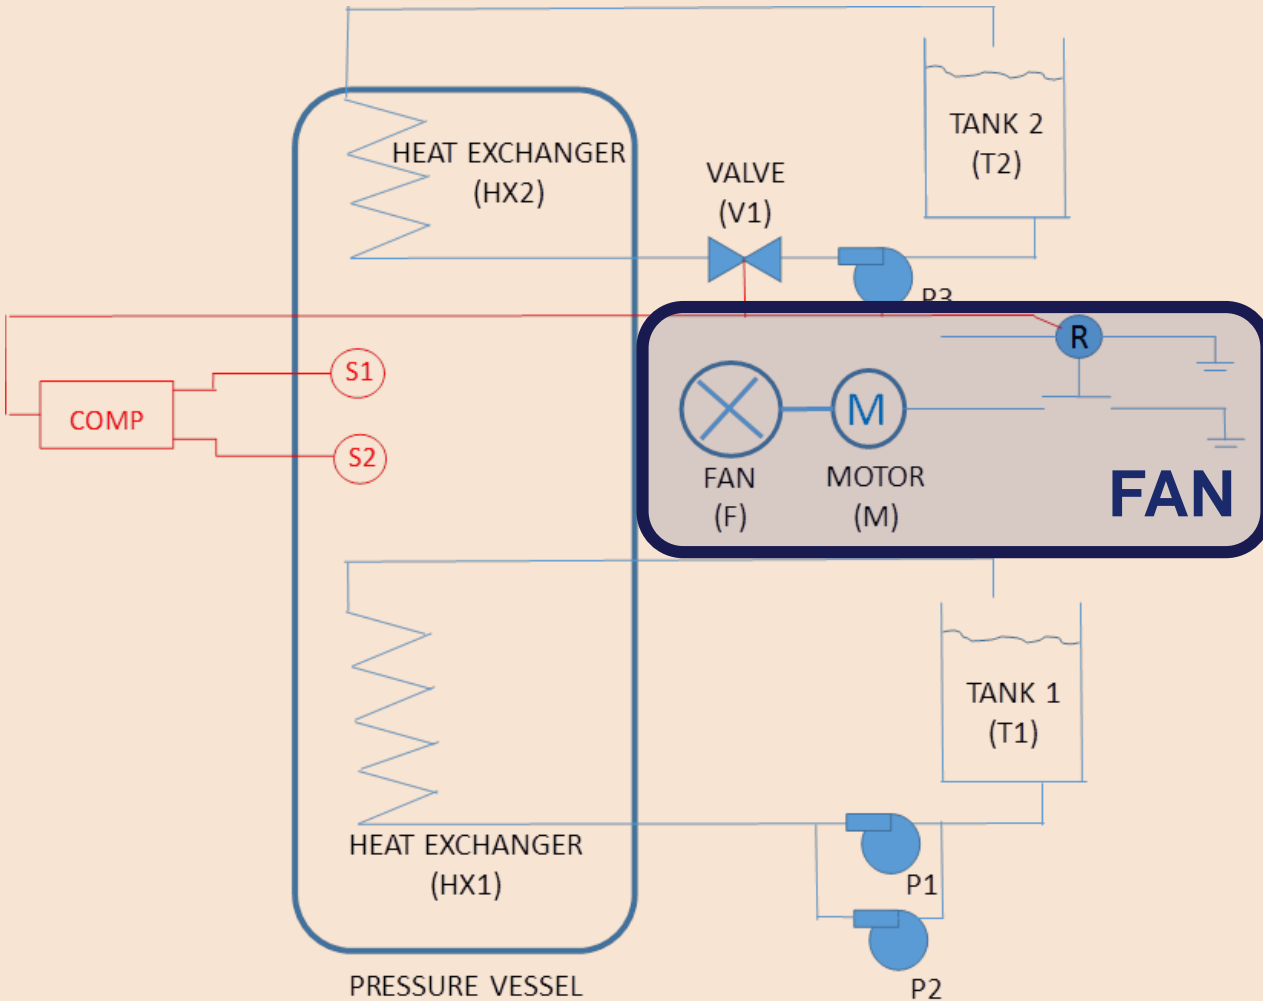 TANK 2
(T2)
HEAT EXCHANGER
(HX2)
VALVE
(V1)
P3
R
S1
COMP
S2
M
FAN
(F)
MOTOR
(M)
FAN
TANK 1
(T1)
HEAT EXCHANGER
(HX1)
P1
P2
PRESSURE VESSEL